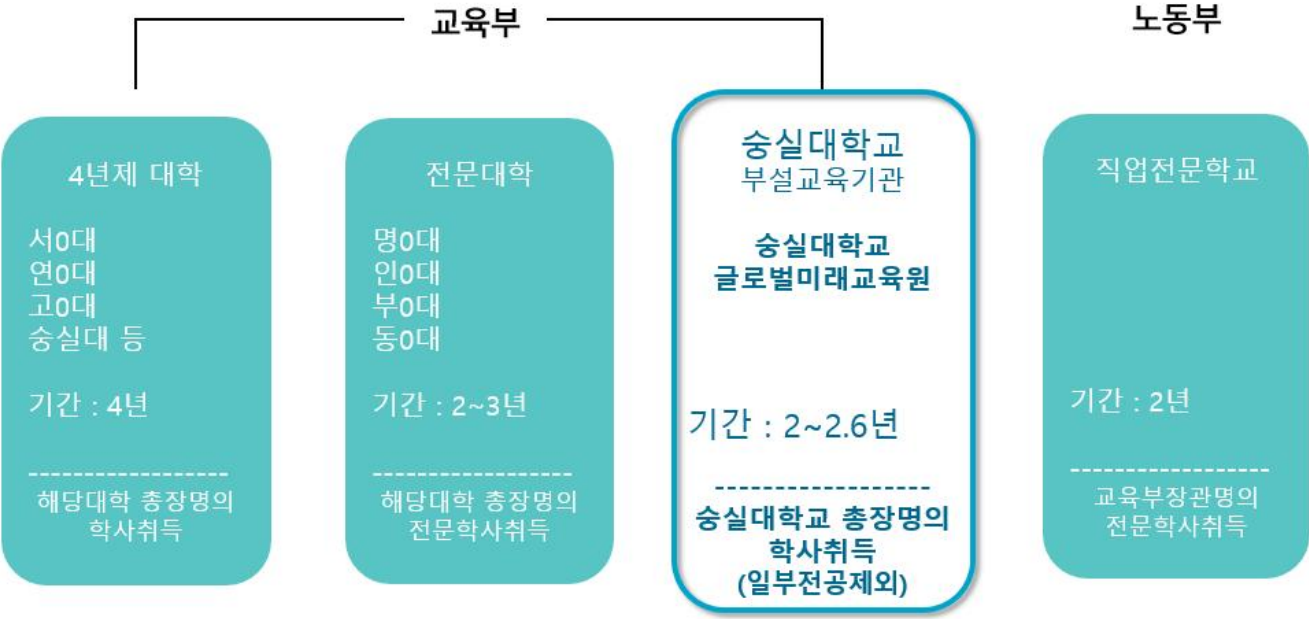 교육부
노동부
4년제 대학
서0대
연0대
고0대
숭실대 등
기간 : 4년
------------------
해당대학 총장명의
학사취득
전문대학
명0대
인0대
부0대
동0대
기간 : 2~3년
------------------
해당대학 총장명의
전문학사취득
숭실대학교
부설교육기관
숭실대학교
글로벌미래교육원
기간 : 2~2.6년
------------------
숭실대학교 총장명의
학사취득
(일부전공제외)
직업전문학교
기간 : 2년
------------------
교육부장관명의
전문학사취득